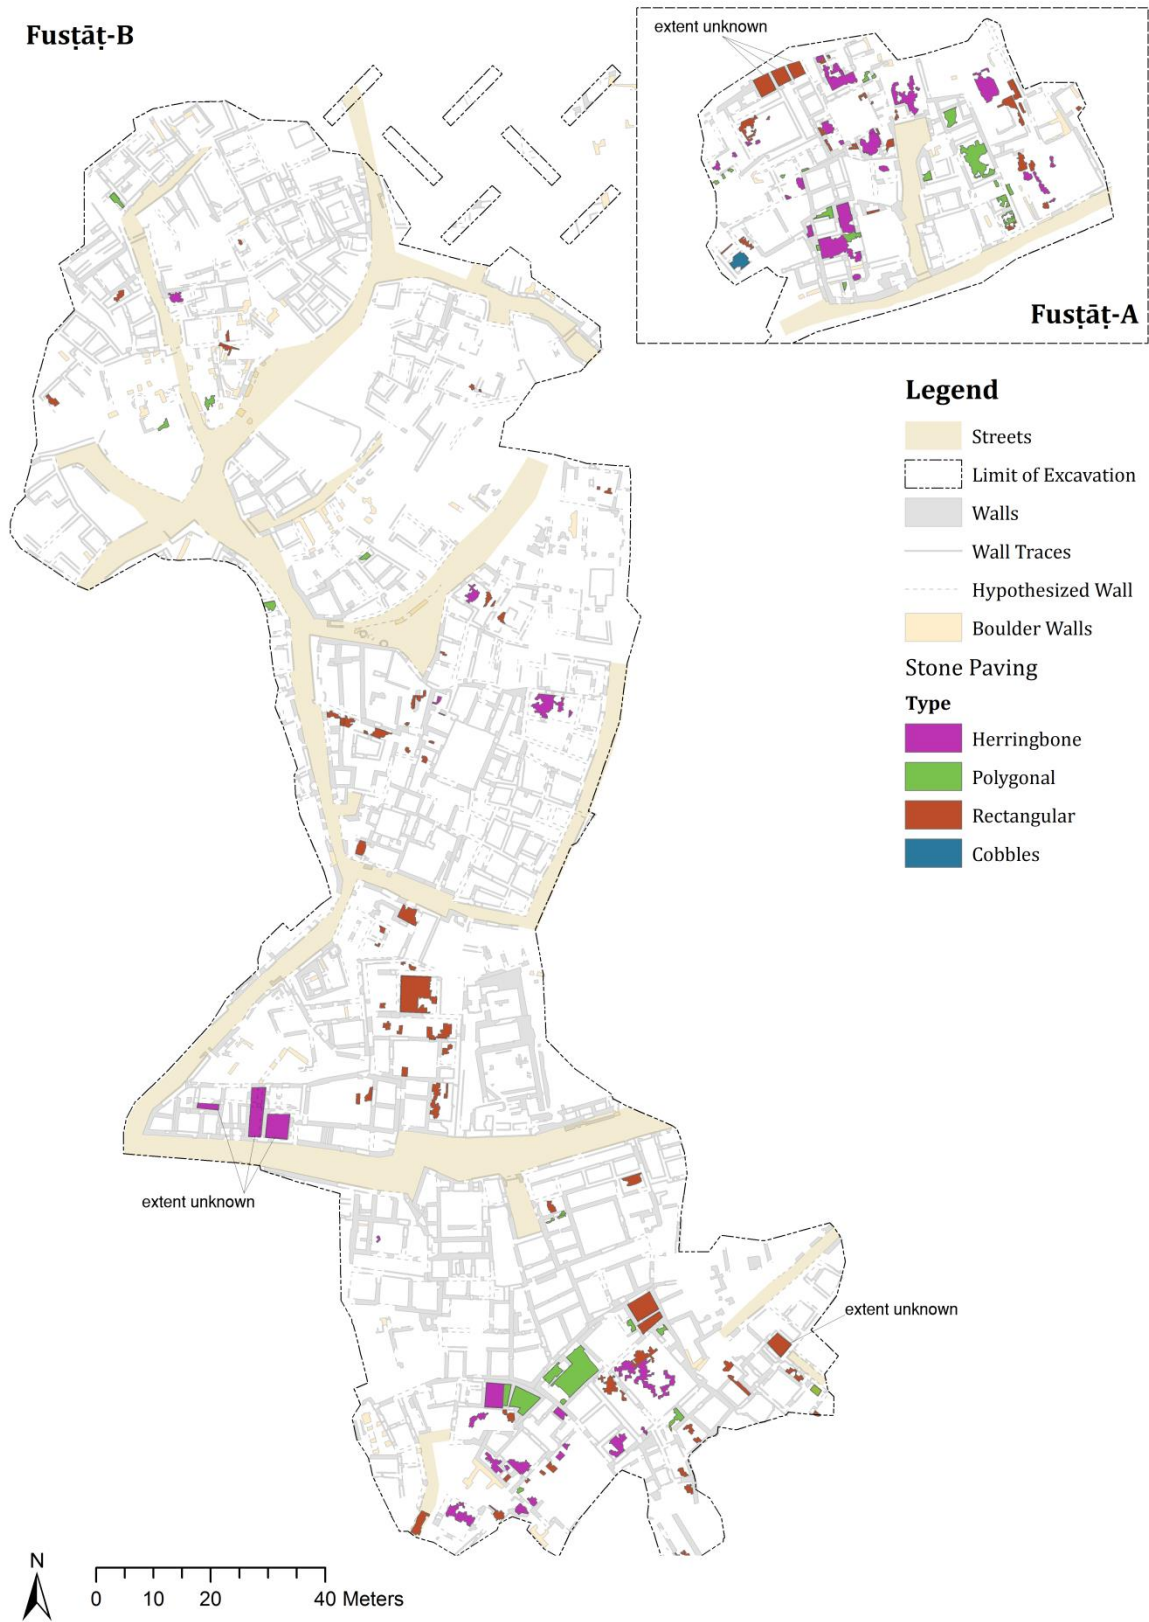 Fusṭāṭ-B
extent unknown
Fusṭāṭ-A
Legend
Streets
Limit of Excavation
Walls
Wall Traces
Hypothesized Wall
Boulder Walls
Stone Paving
Type
Herringbone
Polygonal
Rectangular
Cobbles
extent unknown
extent unknown
N
0 10 20 40 Meters